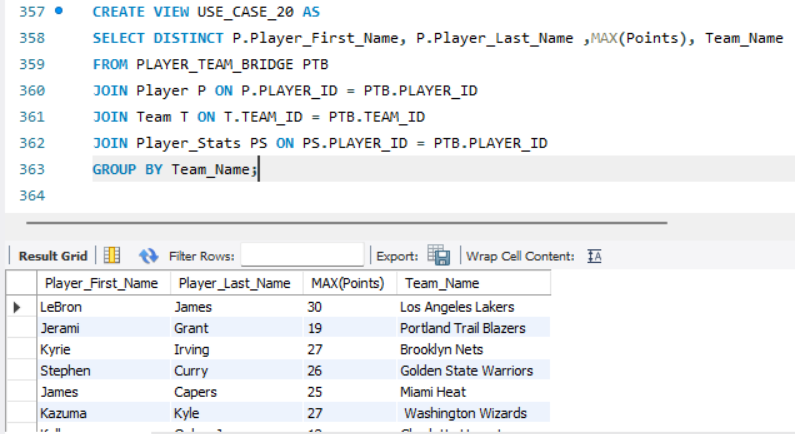 357 CREATE VIEW USE_CASE_20 AS
358 SELECT DISTINCT P.Player_First_Name, P.Player_Last_Name ,MAX(Points), Team_Name
359 FROM PLAYER_TEAM_BRIDGE PTB
360 JOIN Player P ON P.PLAYER_ID = PTB.PLAYER_ID
361 JOIN Team T ON T.TEAM_ID = PTB.TEAM_ID
362 JOIN Player_Stats PS ON PS.PLAYER_ID = PTB.PLAYER_ID
363 GROUP BY Team_Name;
364
Result Grid Filter Rows: Export: Wrap Cell Content: IA
Player_First_Name Player_Last_Name MAX(Points) Team_Name
LeBron James 30 Los Angeles Lakers
Jerami Grant 19 Portland Trail Blazers
Kyrie Irving 27 Brooklyn Nets
Stephen Curry 26 Golden State Warriors
James Capers 25 Miami Heat
Kazuma Kyle 27 Washington Wizards